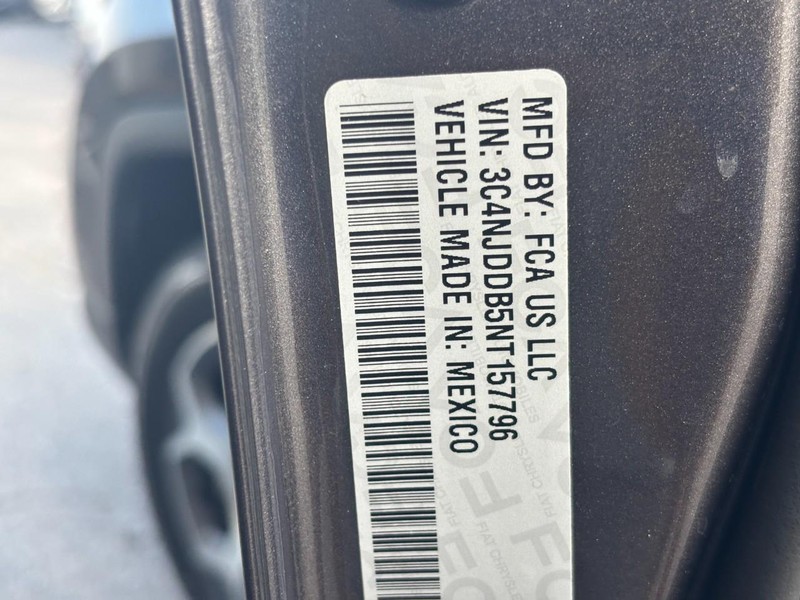 MFD BY: FCA US LLC
VIN: 3C4NJDDB5NT157796
VEHICLE MADE IN: MEXICO